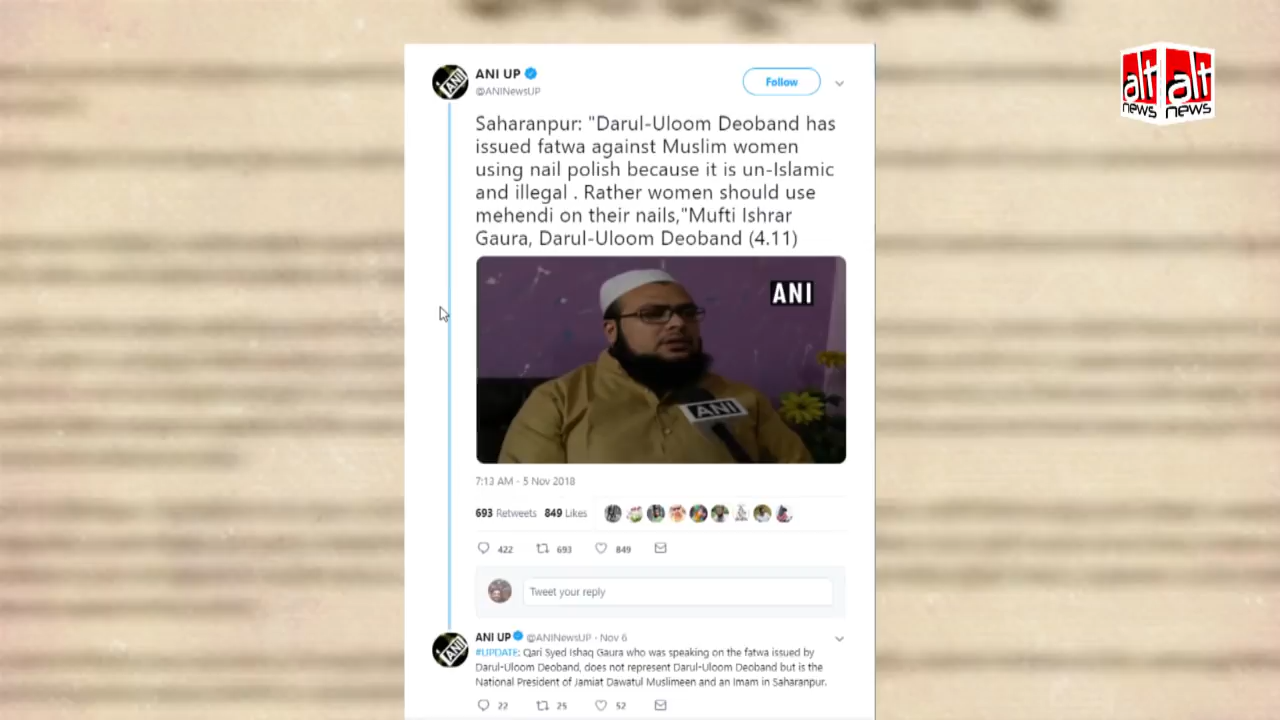 alt alt
news news
ANI
ANI UP
Follow
@ANINewsUP
Saharanpur: "Darul-Uloom Deoband has
issued fatwa against Muslim women
using nail polish because it is un-Islamic
and illegal . Rather women should use
mehendi on their nails,"Mufti Ishrar
Gaura, Darul-Uloom Deoband (4.11)
ANI
ANI
7:13 AM - 5 Nov 2018
693 Retweets 849 Likes
422 693 849
Tweet your reply
ANI
ANI UP @ANINewsUP · Nov 6
#UPDATE: Qari Syed Ishaq Gaura who was speaking on the fatwa issued by
Darul-Uloom Deoband, does not represent Darul-Uloom Deoband but is the
National President of Jamiat Dawatul Muslimeen and an Imam in Saharanpur.
22 25 52